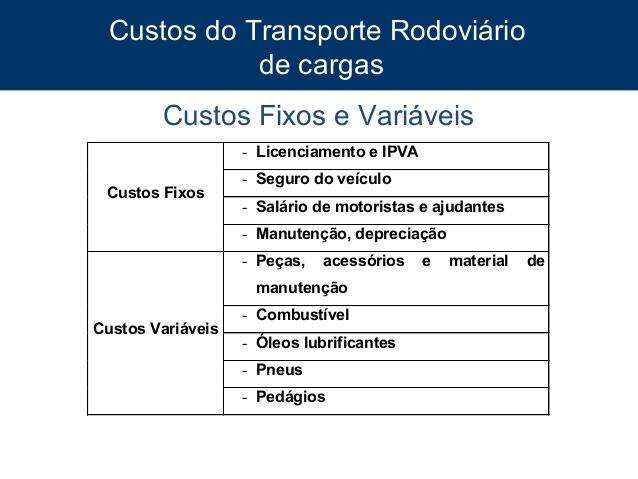 Custos do Transporte Rodoviário
de cargas
Custos Fixos e Variáveis
Custos Fixos
- Licenciamento e IPVA
- Seguro do veículo
- Salário de motoristas e ajudantes
- Manutenção, depreciação
Custos Variáveis
- Peças, acessórios e material de
manutenção
- Combustível
- Óleos lubrificantes
- Pneus
- Pedágios